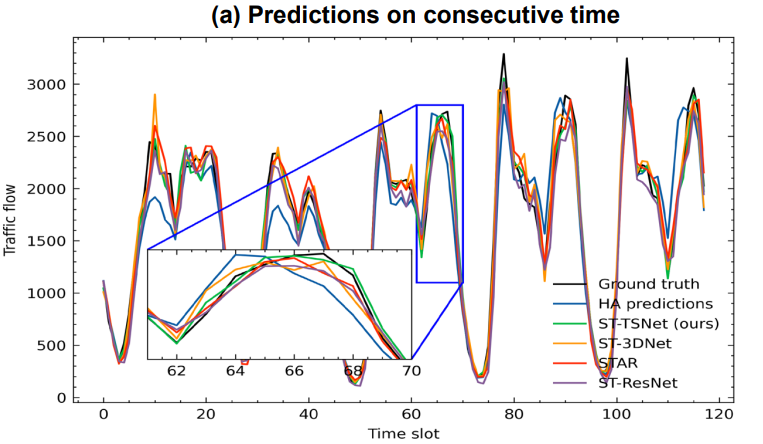 (a) Predictions on consecutive time
Traffic flow
3000
2500
2000
1500
1000
500
0
62 64 66 68 70
Ground truth
HA predictions
ST-TSNet (ours)
ST-3DNet
STAR
ST-ResNet
0 20 40 60 80 100 120
Time slot